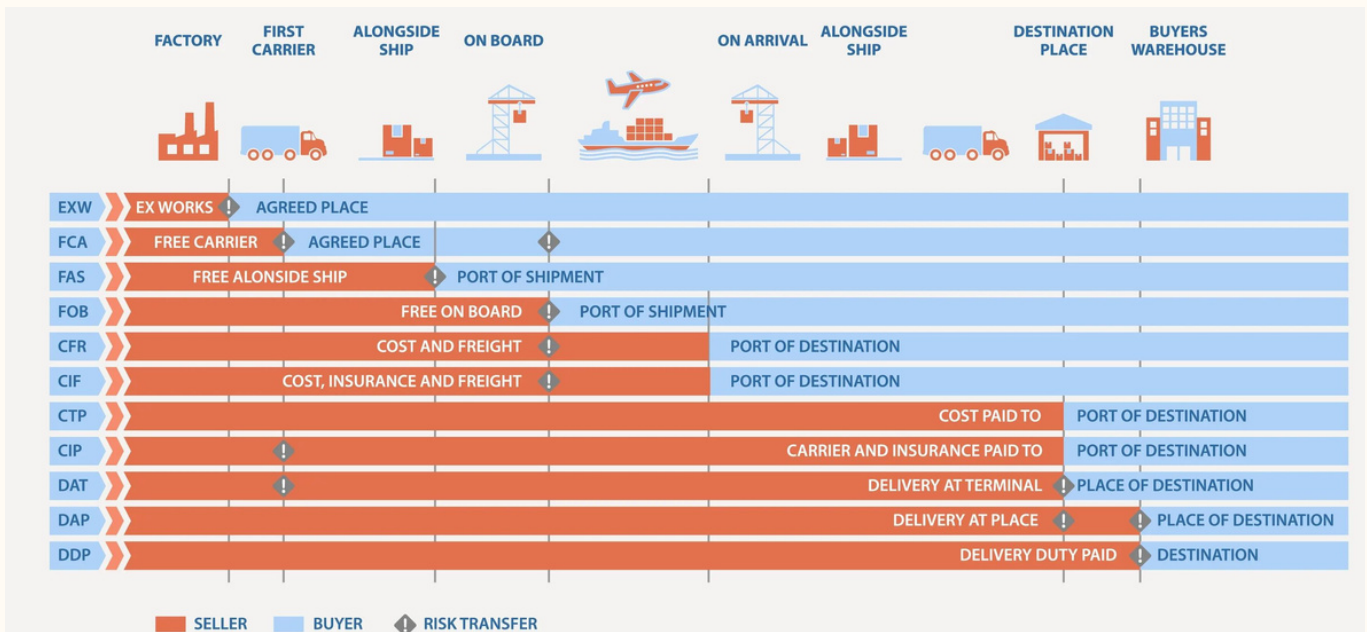 FACTORY
FIRST
CARRIER
ALONGSIDE
SHIP
ON BOARD
ON ARRIVAL
ALONGSIDE
SHIP
DESTINATION
PLACE
BUYERS
WAREHOUSE
EXW EX WORKS AGREED PLACE
FCA FREE CARRIER AGREED PLACE
FAS FREE ALONSIDE SHIP PORT OF SHIPMENT
FOB FREE ON BOARD PORT OF SHIPMENT
CFR COST AND FREIGHT PORT OF DESTINATION
CIF COST, INSURANCE AND FREIGHT PORT OF DESTINATION
CTP COST PAID TO PORT OF DESTINATION
CIP CARRIER AND INSURANCE PAID TO PORT OF DESTINATION
DAT DELIVERY AT TERMINAL PLACE OF DESTINATION
DAP DELIVERY AT PLACE PLACE OF DESTINATION
DDP DELIVERY DUTY PAID DESTINATION
SELLER BUYER RISK TRANSFER